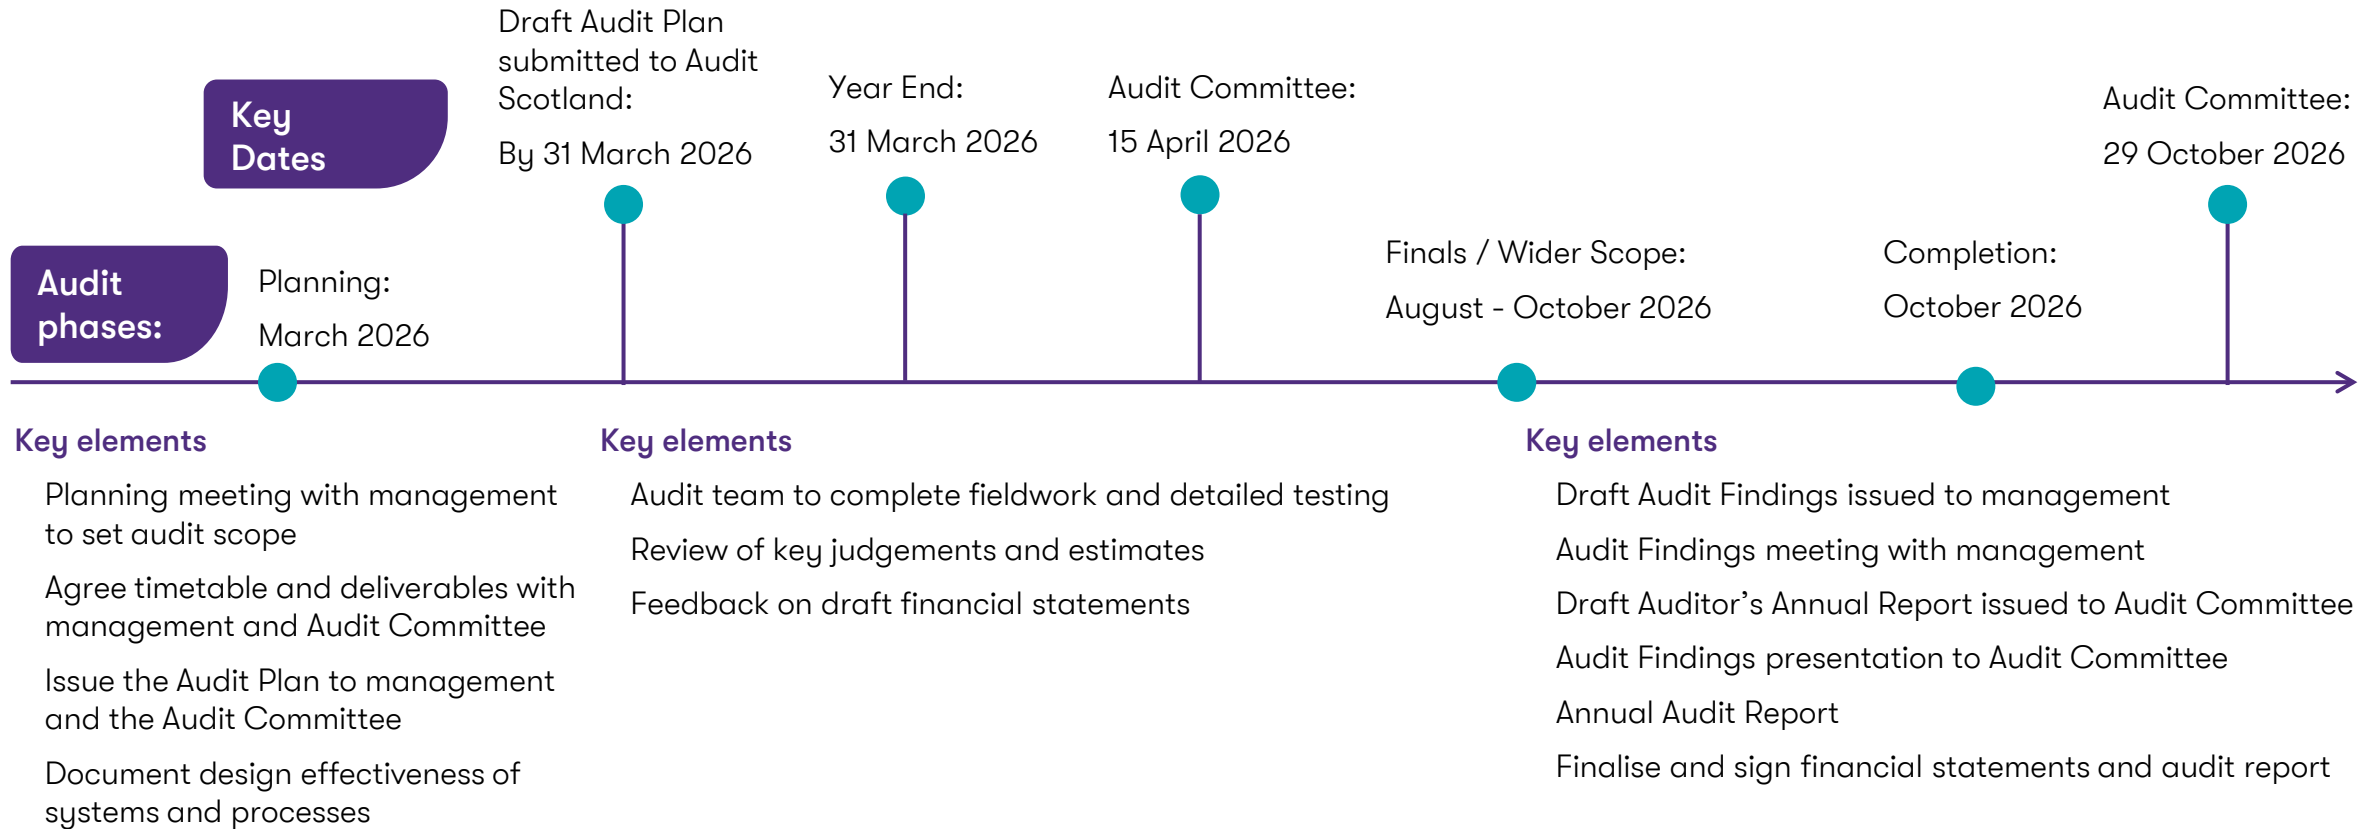 Key
Dates
Draft Audit Plan
submitted to Audit
Scotland:
By 31 March 2026
Year End:
31 March 2026
Audit Committee:
15 April 2026
Audit Committee:
29 October 2026
Audit
phases:
Planning:
March 2026
Finals / Wider Scope:
August - October 2026
Completion:
October 2026
Key elements
Planning meeting with management
to set audit scope
Agree timetable and deliverables with
management and Audit Committee
Issue the Audit Plan to management
and the Audit Committee
Document design effectiveness of
systems and processes
Key elements
Audit team to complete fieldwork and detailed testing
Review of key judgements and estimates
Feedback on draft financial statements
Key elements
Draft Audit Findings issued to management
Audit Findings meeting with management
Draft Auditor’s Annual Report issued to Audit Committee
Audit Findings presentation to Audit Committee
Annual Audit Report
Finalise and sign financial statements and audit report